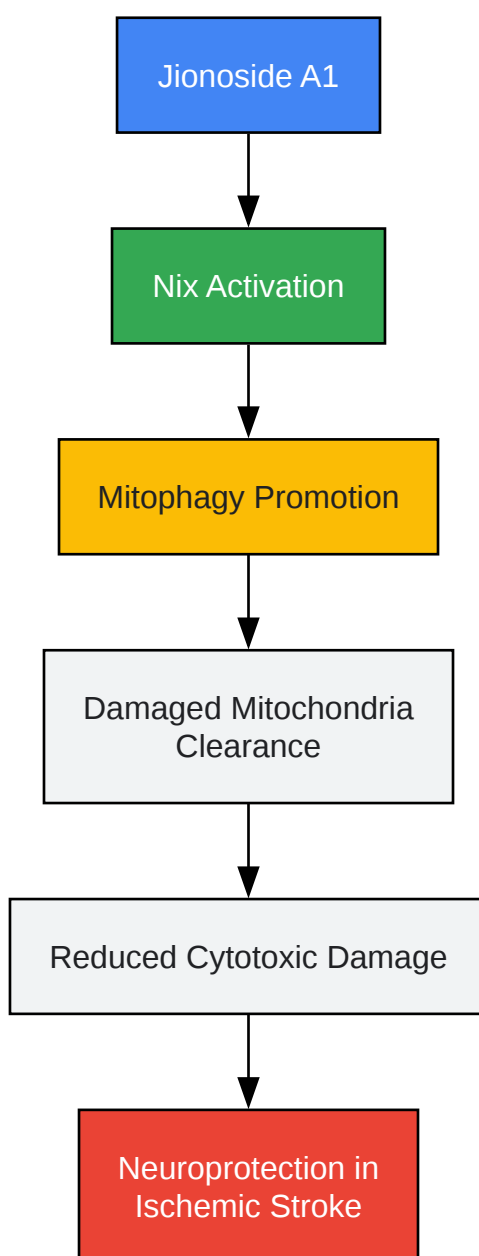 Jionoside A1
Nix Activation
Mitophagy Promotion
Damaged Mitochondria
Clearance
Reduced Cytotoxic Damage
Neuroprotection in
Ischemic Stroke